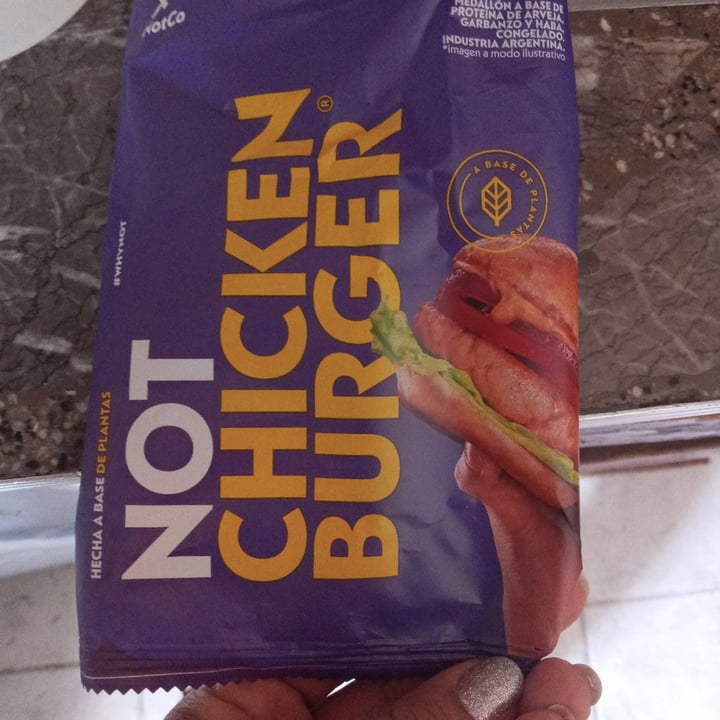 NotCo
MEDALLÓN A BASE DE
PROTEÍNA DE ARVEJA,
GARBANZO Y HABA.
CONGELADO.
INDUSTRIA ARGENTINA.
*imagen a modo ilustrativo
A BASE DE PLANTAS
#WHYNOT
HECHA A BASE DE PLANTAS
NOT
CHICKEN
BURGER®